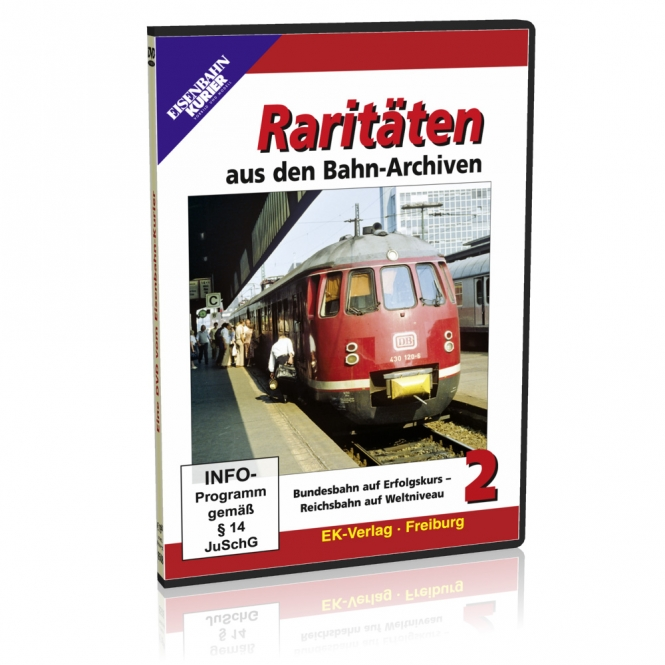 EISENBAHN
KURIER
Raritäten
aus den Bahn-Archiven
C
DB
430 120-6
Bundesbahn auf Erfolgskurs –
Reichsbahn auf Weltniveau
2
INFO-
Programm
gemäß
§ 14
JuSchG
EK-Verlag · Freiburg
Eine DVD vom Eisenbahn-Kurier